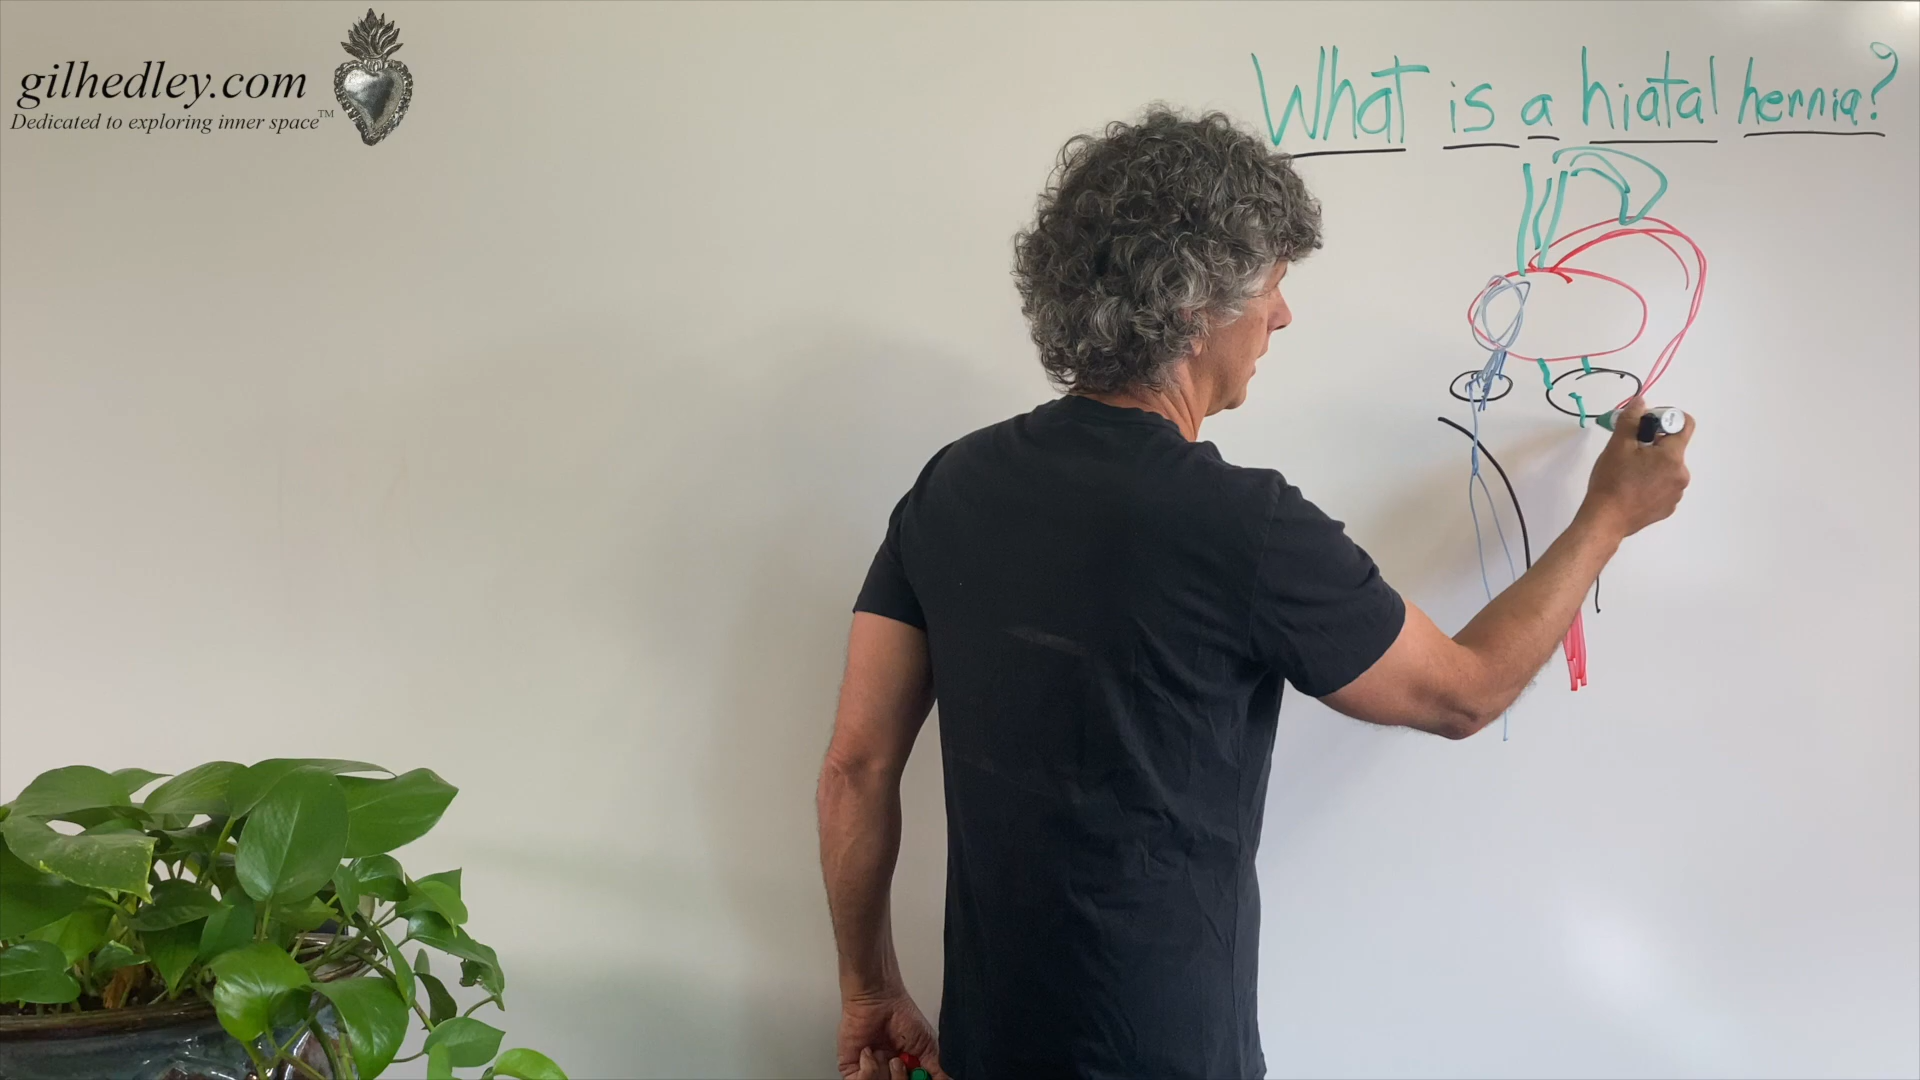 gilhedley.com
Dedicated to exploring inner space™
What is a hiatal hernia?